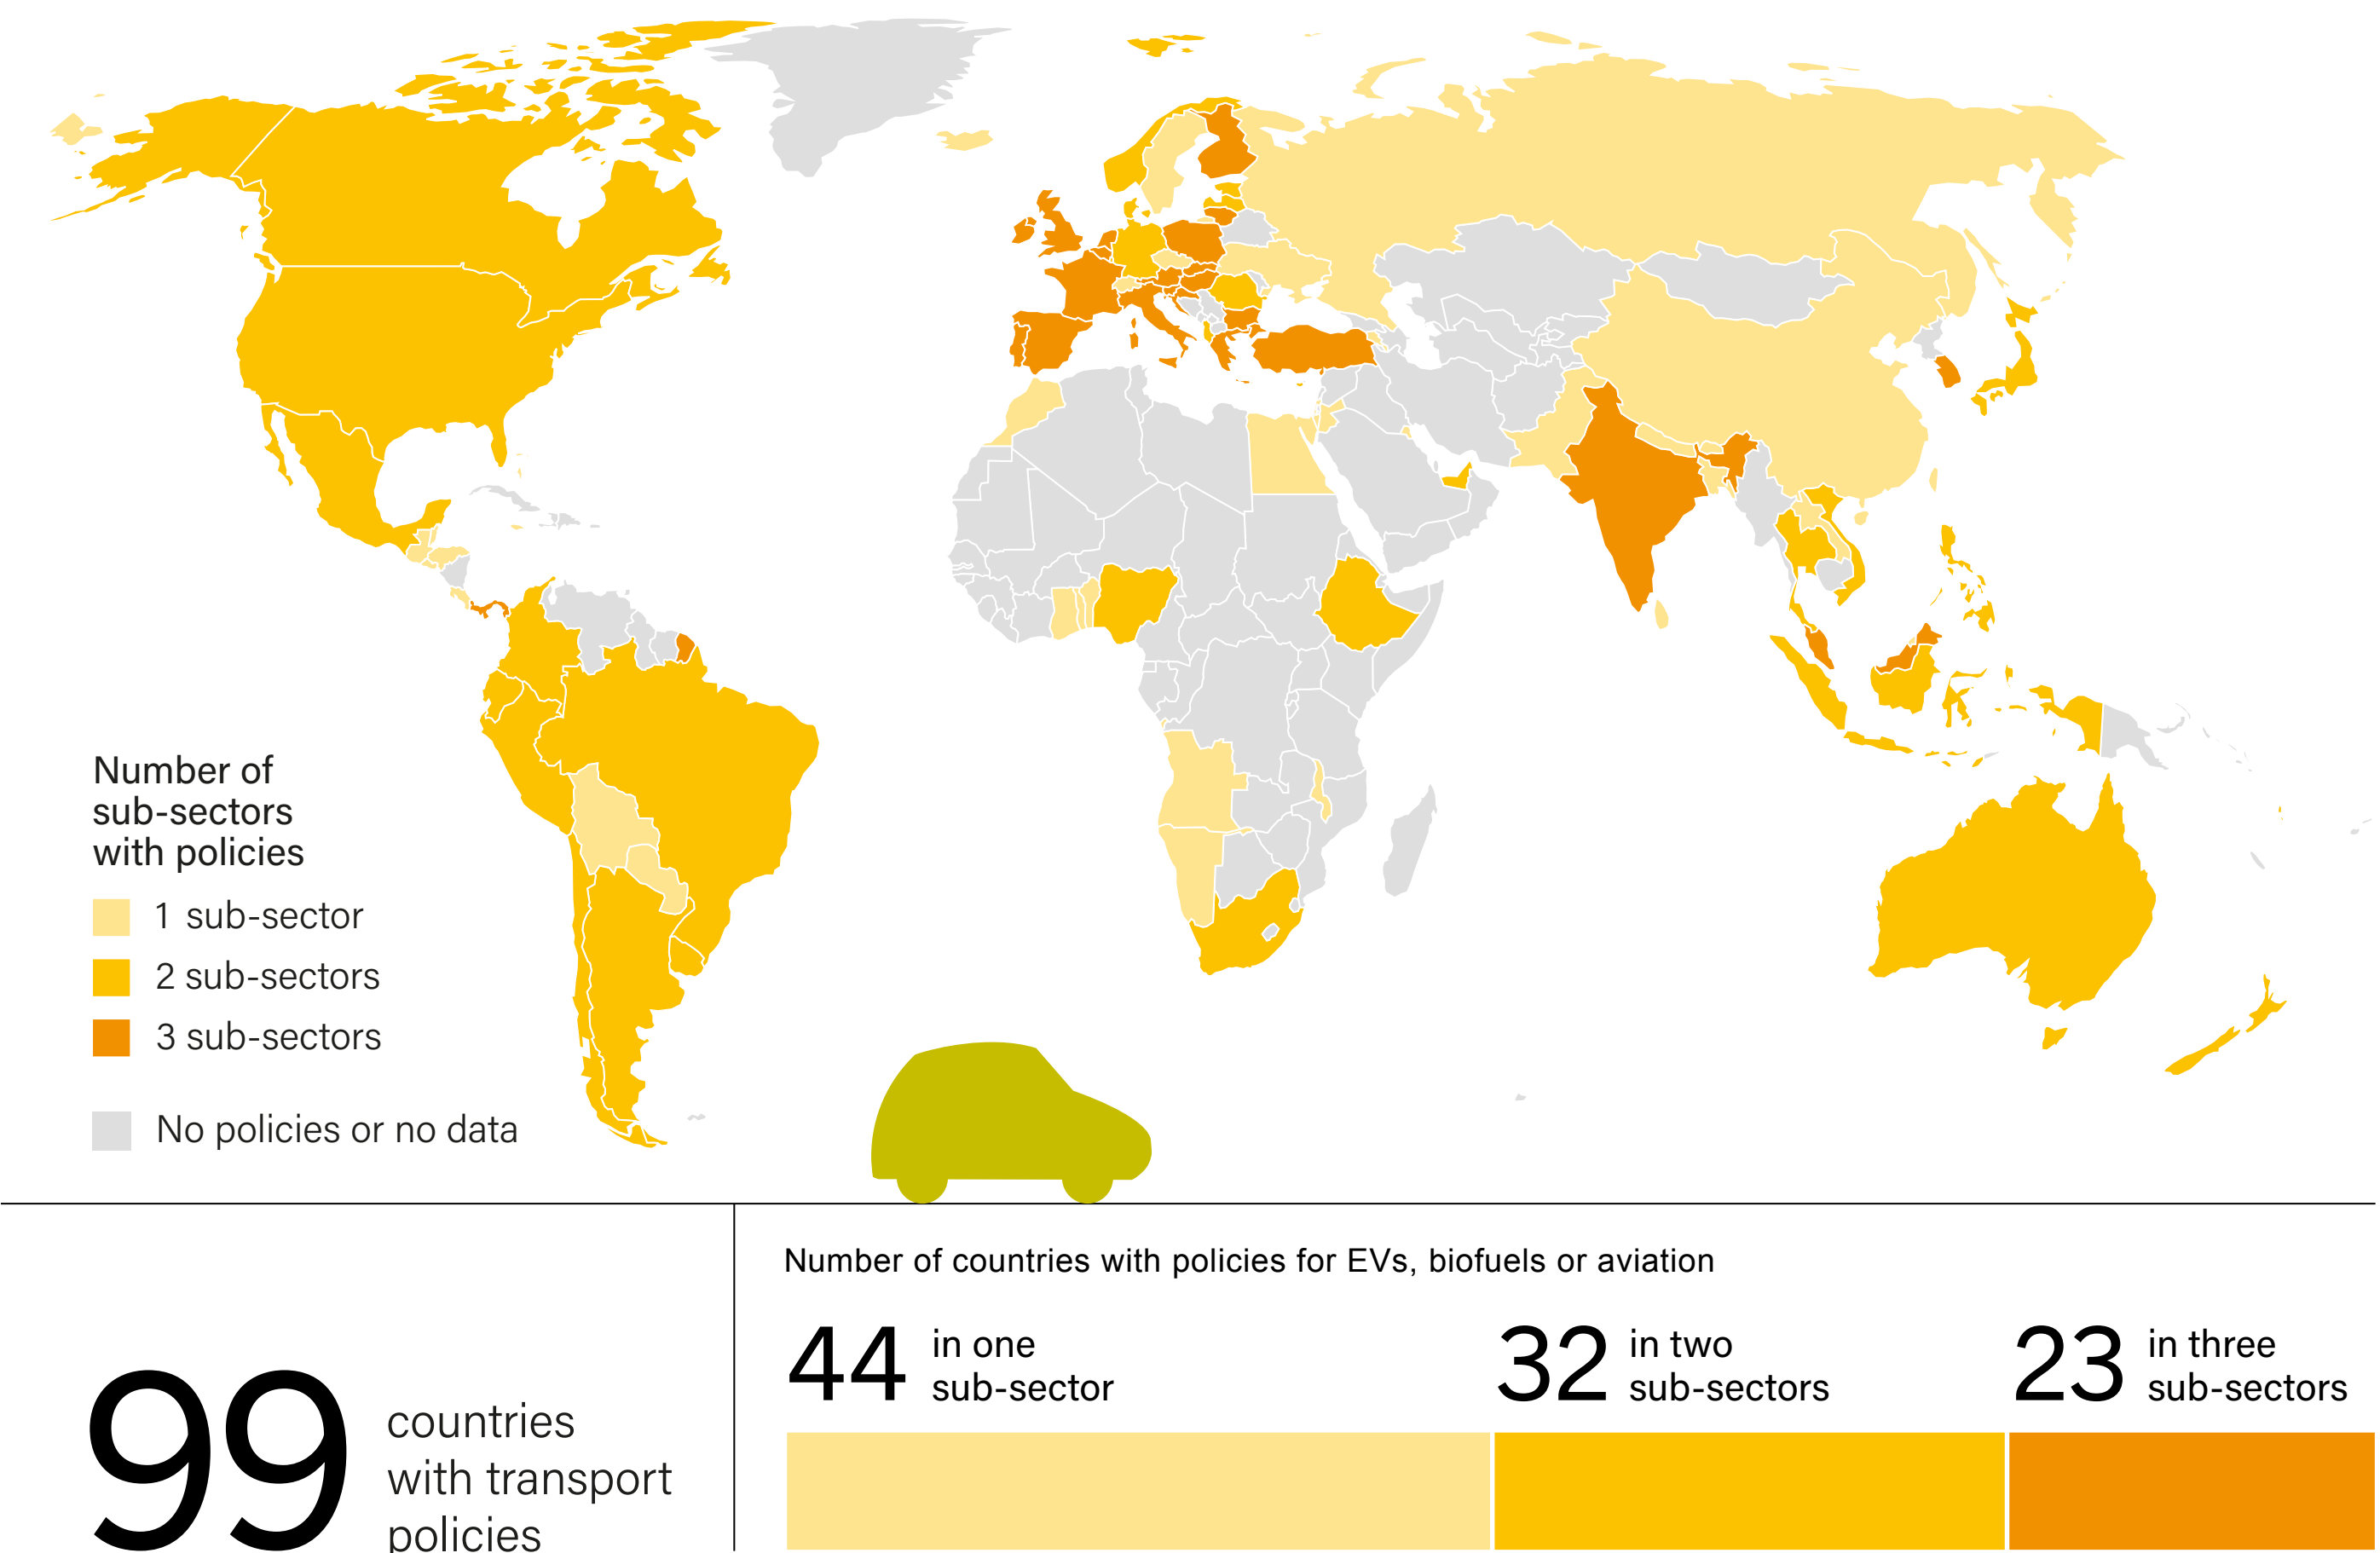 Number of
sub-sectors
with policies
1 sub-sector
2 sub-sectors
3 sub-sectors
No policies or no data
99
countries
with transport
policies
Number of countries with policies for EVs, biofuels or aviation
44 in one
sub-sector
32 in two
sub-sectors
23 in three
sub-sectors